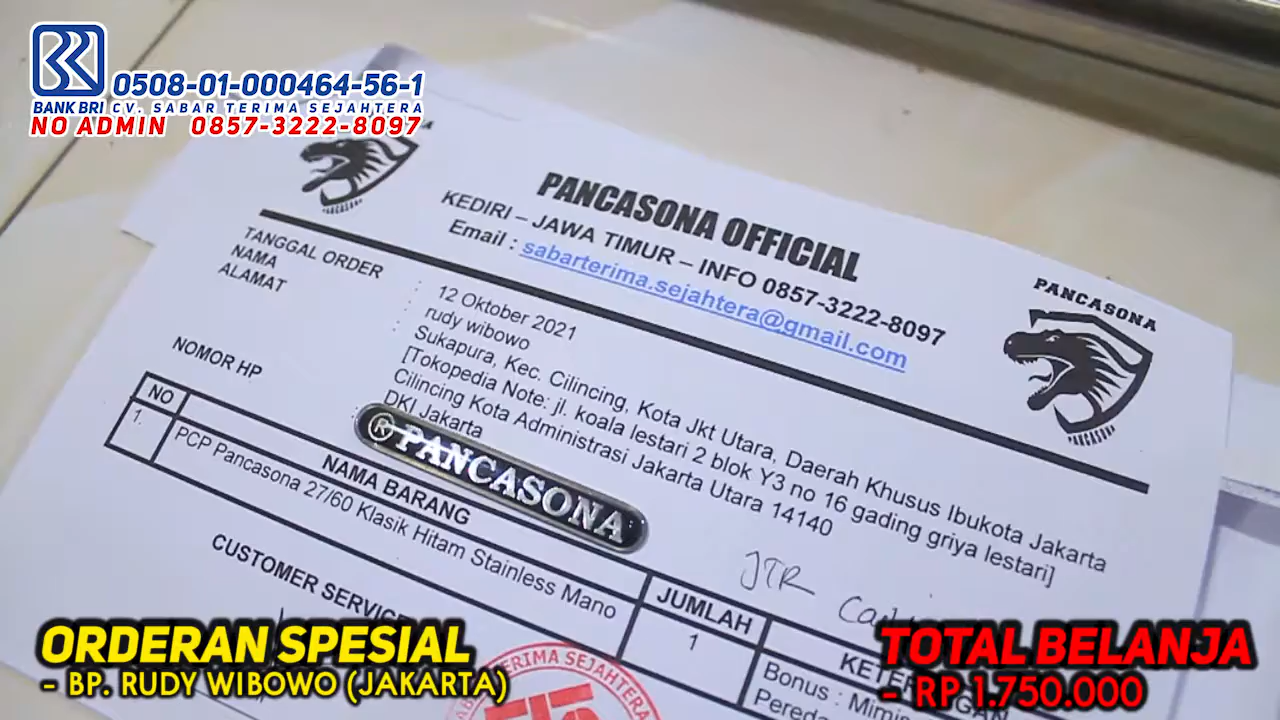 0508-01-000464-56-1
BANK BRI CV. SABAR TERIMA SEJAHTERA
NO ADMIN 0857-3222-8097
PANCASONA
PANCASONA OFFICIAL
KEDIRI – JAWA TIMUR – INFO 0857-3222-8097
Email : sabarterima.sejahtera@gmail.com
PANCASONA
PANCASONA
TANGGAL ORDER : 12 Oktober 2021
NAMA : rudy wibowo
ALAMAT : Sukapura, Kec. Cilincing, Kota Jkt Utara, Daerah Khusus Ibukota Jakarta
[Tokopedia Note: jl. koala lestari 2 blok Y3 no 16 gading griya lestari]
Cilincing Kota Administrasi Jakarta Utara 14140
DKI Jakarta
NOMOR HP
® PANCASONA
JTR
NO NAMA BARANG JUMLAH
1. PCP Pancasona 27/60 Klasik Hitam Stainless Mano 1 Bonus : Mimis
CUSTOMER SERVICE
TERIMA SEJAHTERA
ORDERAN SPESIAL
- BP. RUDY WIBOWO (JAKARTA)
TOTAL BELANJA
- RP 1.750.000